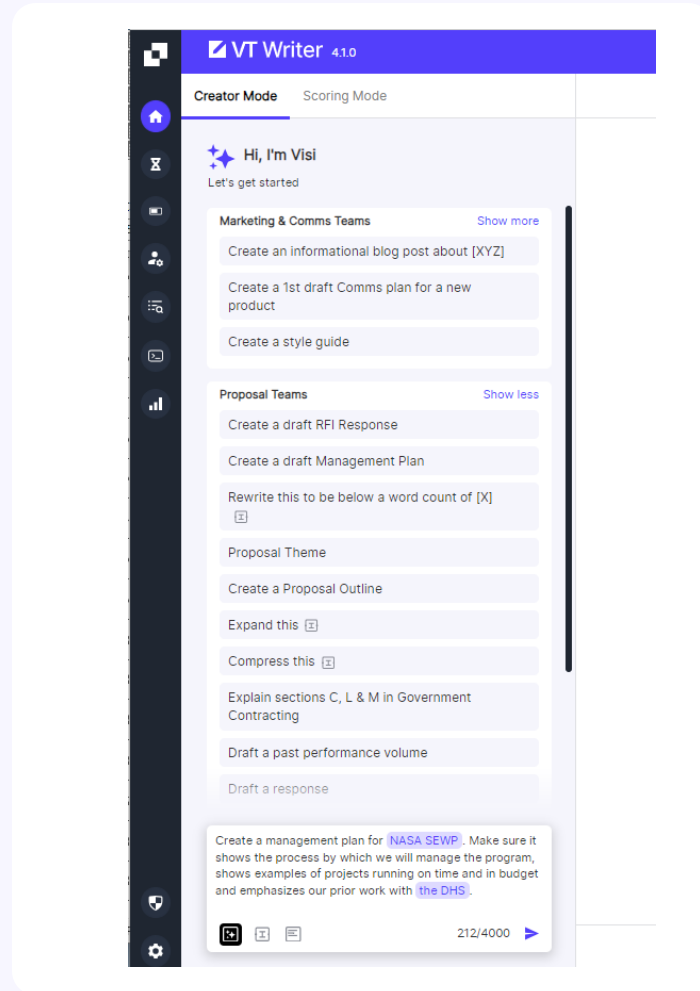 VT Writer 4.1.0
Creator Mode Scoring Mode
Hi, I'm Visi
Let's get started
Marketing & Comms Teams Show more
Create an informational blog post about [XYZ]
Create a 1st draft Comms plan for a new
product
Create a style guide
Proposal Teams Show less
Create a draft RFI Response
Create a draft Management Plan
Rewrite this to be below a word count of [X]
Proposal Theme
Create a Proposal Outline
Expand this
Compress this
Explain sections C, L & M in Government
Contracting
Draft a past performance volume
Draft a response
Create a management plan for NASA SEWP . Make sure it
shows the process by which we will manage the program,
shows examples of projects running on time and in budget
and emphasizes our prior work with the DHS .
212/4000